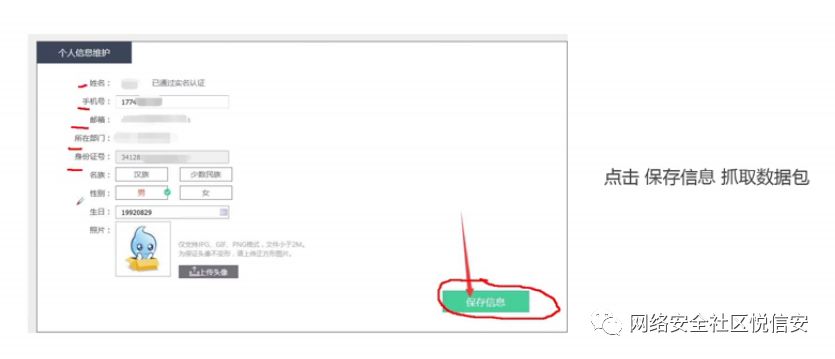 个人信息维护
姓名： 已通过实名认证
手机号： 1774
邮箱：
所在部门：
身份证号： 34128
名族： 汉族 少数民族
性别： 男 女
生日： 19920829
照片：
仅支持JPG、GIF、PNG格式，文件小于2M。
为保证头像不变形，请上传正方形图片。
上传头像
保存信息
点击 保存信息 抓取数据包
网络安全社区悦信安